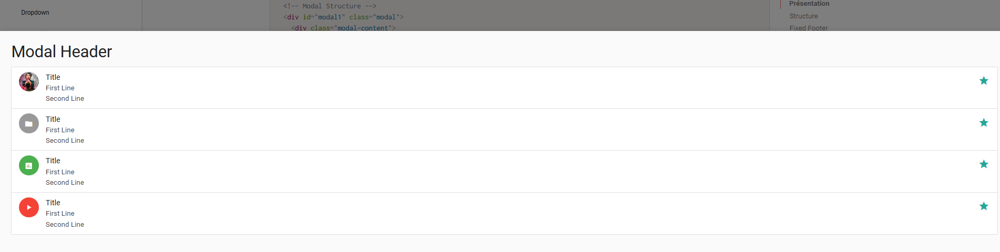 Dropdown
<!-- Modal Structure -->
<div id="modal1" class="modal">
<div class="modal-content">
Présentation
Structure
Fixed Footer
Modal Header
Title
First Line
Second Line
Title
First Line
Second Line
Title
First Line
Second Line
Title
First Line
Second Line